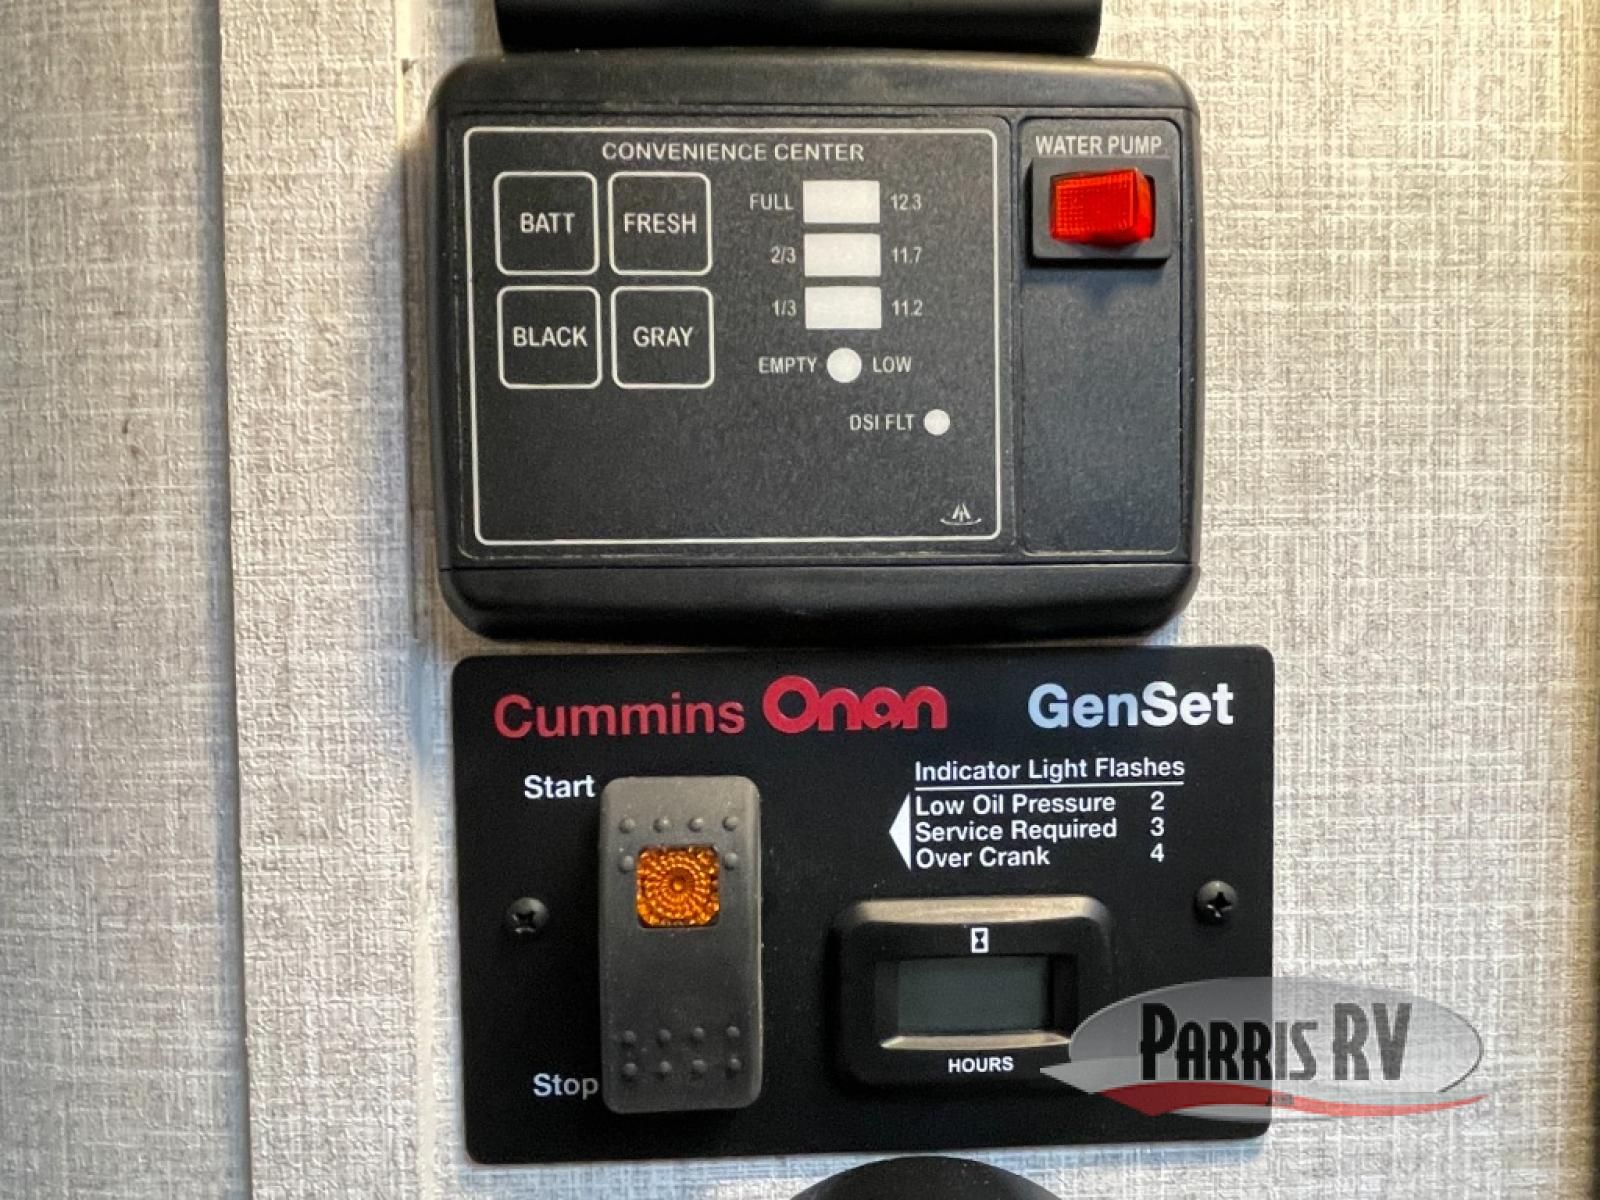 CONVENIENCE CENTER
WATER PUMP
BATT FRESH
FULL 12.3
2/3 11.7
BLACK GRAY
1/3 11.2
EMPTY LOW
DSI FLT
Cummins Onan GenSet
Start
Indicator Light Flashes
Low Oil Pressure 2
Service Required 3
Over Crank 4
Stop
HOURS
PARRIS RV